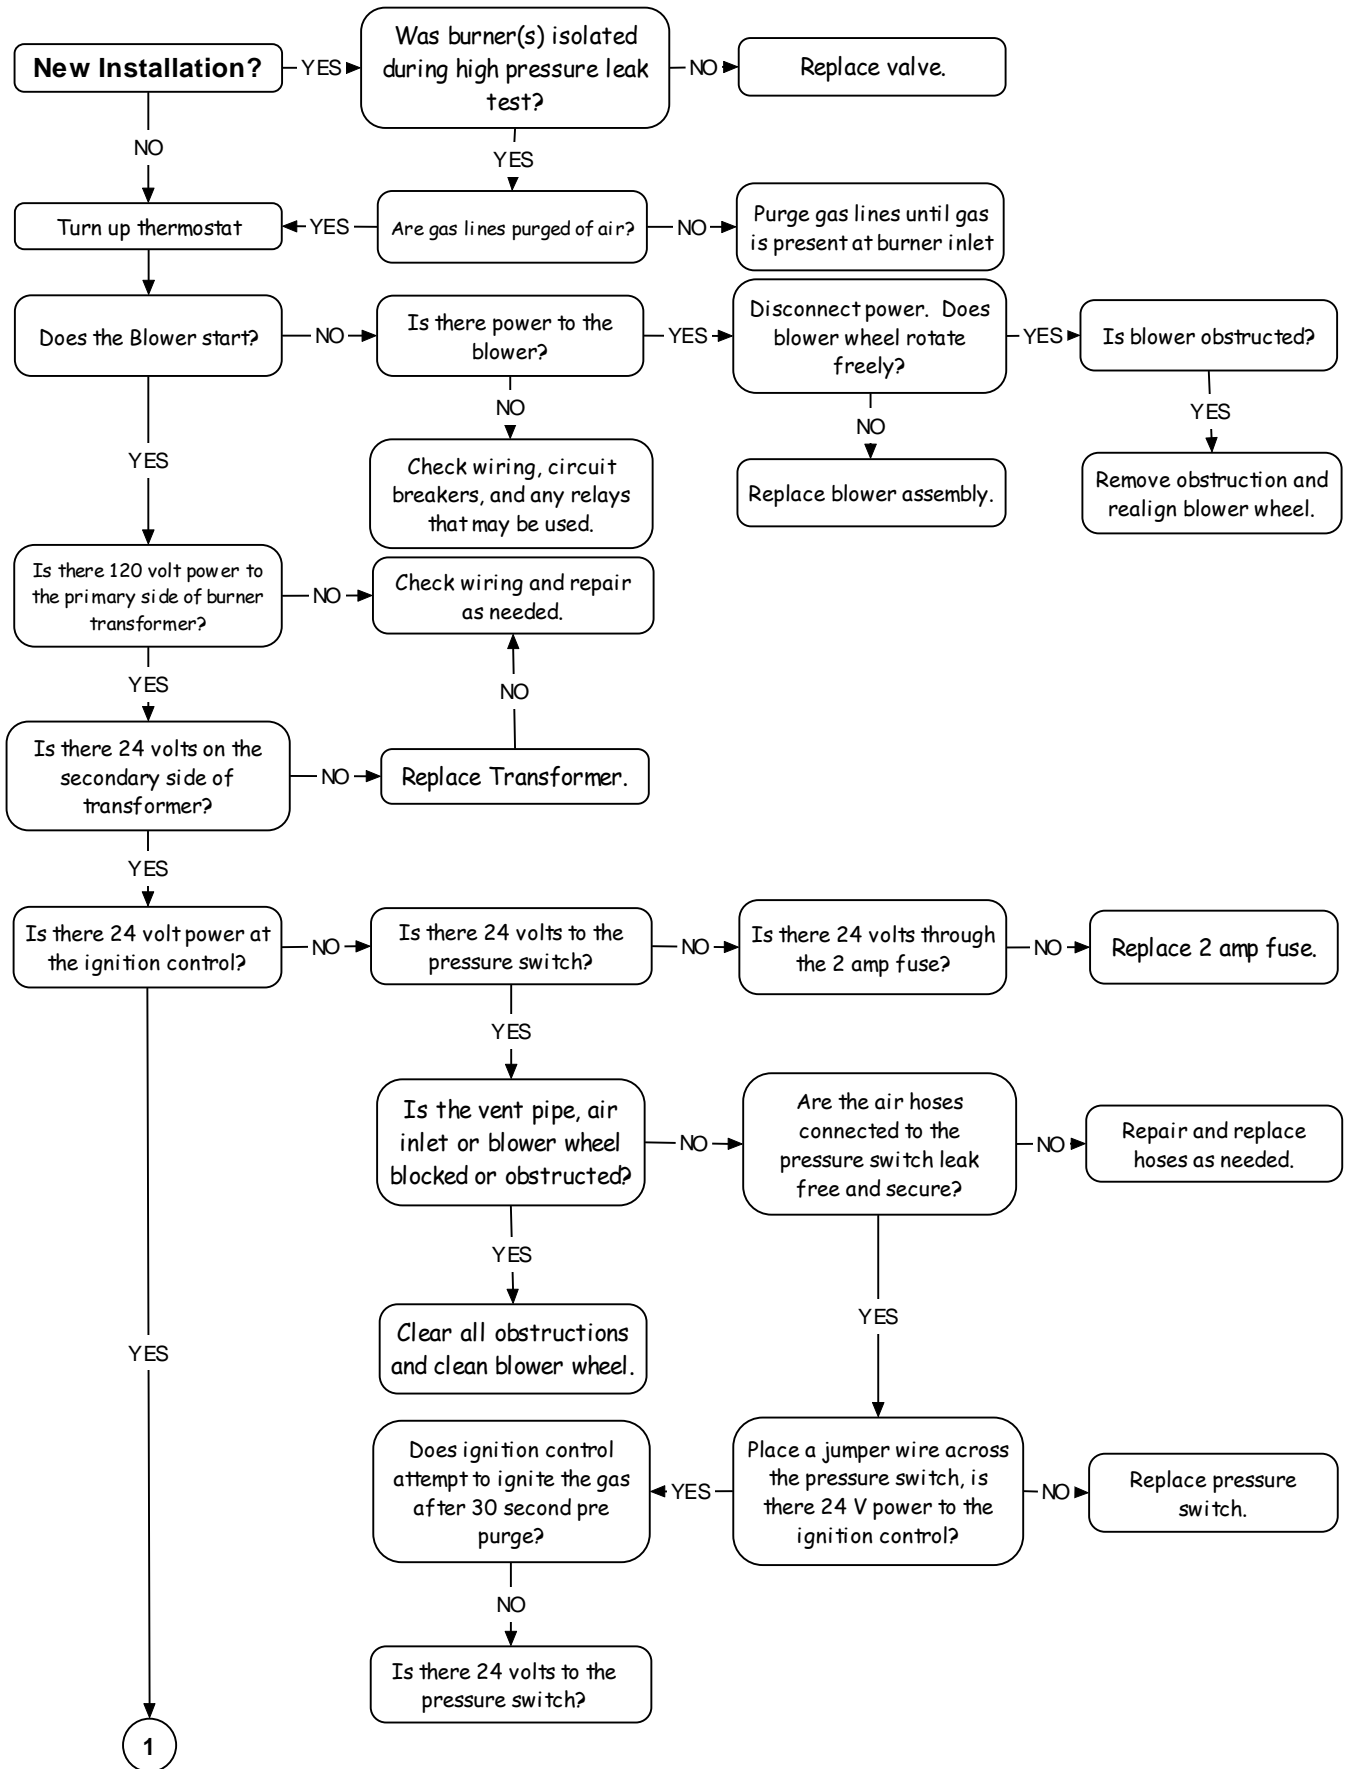 New Installation?
YES
Was burner(s) isolated
during high pressure leak
test?
NO
Replace valve.
NO
YES
Turn up thermostat
YES
Are gas lines purged of air?
NO
Purge gas lines until gas
is present at burner inlet
Does the Blower start?
NO
Is there power to the
blower?
YES
Disconnect power. Does
blower wheel rotate
freely?
YES
Is blower obstructed?
YES
NO
Check wiring, circuit
breakers, and any relays
that may be used.
NO
Replace blower assembly.
YES
Remove obstruction and
realign blower wheel.
Is there 120 volt power to
the primary side of burner
transformer?
NO
Check wiring and repair
as needed.
YES
NO
Is there 24 volts on the
secondary side of
transformer?
NO
Replace Transformer.
YES
Is there 24 volt power at
the ignition control?
NO
Is there 24 volts to the
pressure switch?
NO
Is there 24 volts through
the 2 amp fuse?
NO
Replace 2 amp fuse.
YES
Is the vent pipe, air
inlet or blower wheel
blocked or obstructed?
NO
Are the air hoses
connected to the
pressure switch leak
free and secure?
NO
Repair and replace
hoses as needed.
YES
Clear all obstructions
and clean blower wheel.
YES
YES
Does ignition control
attempt to ignite the gas
after 30 second pre
purge?
YES
Place a jumper wire across
the pressure switch, is
there 24 V power to the
ignition control?
NO
Replace pressure
switch.
NO
Is there 24 volts to the
pressure switch?
1